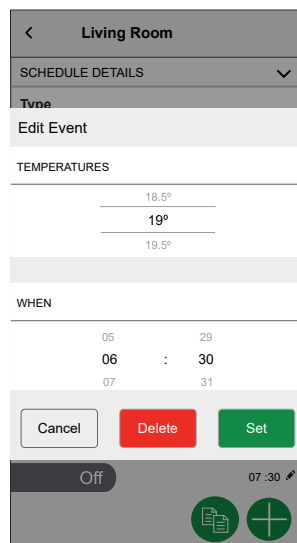 Living Room
SCHEDULE DETAILS
Type
Edit Event
TEMPERATURES
18.5º
19º
19.5º
WHEN
05 29
06 : 30
07 31
Cancel Delete Set
Off 07 :30